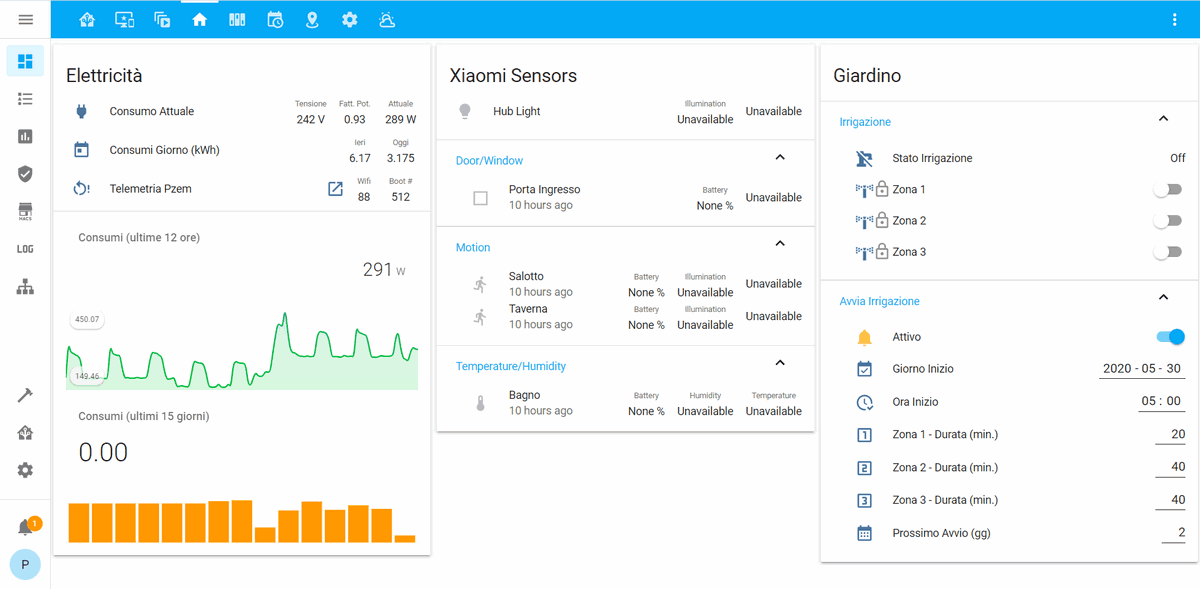 HACS
LOG
1
P
Elettricità
Consumo Attuale
Tensione Fatt. Pot. Attuale
242 V 0.93 289 W
Consumi Giorno (kWh)
Ieri Oggi
6.17 3.175
Telemetria Pzem
Wifi Boot #
88 512
Consumi (ultime 12 ore)
291 W
450.07
149.46
Consumi (ultimi 15 giorni)
0.00
Xiaomi Sensors
Hub Light
Illumination
Unavailable Unavailable
Door/Window
Porta Ingresso
10 hours ago
Battery
None % Unavailable
Motion
Salotto
10 hours ago
Battery Illumination
None % Unavailable Unavailable
Taverna
10 hours ago
Battery Illumination
None % Unavailable Unavailable
Temperature/Humidity
Bagno
10 hours ago
Battery Humidity Temperature
None % Unavailable Unavailable
Giardino
Irrigazione
Stato Irrigazione Off
Zona 1
Zona 2
Zona 3
Avvia Irrigazione
Attivo
Giorno Inizio 2020 - 05 - 30
Ora Inizio 05 : 00
1 Zona 1 - Durata (min.) 20
2 Zona 2 - Durata (min.) 40
3 Zona 3 - Durata (min.) 40
Prossimo Avvio (gg) 2